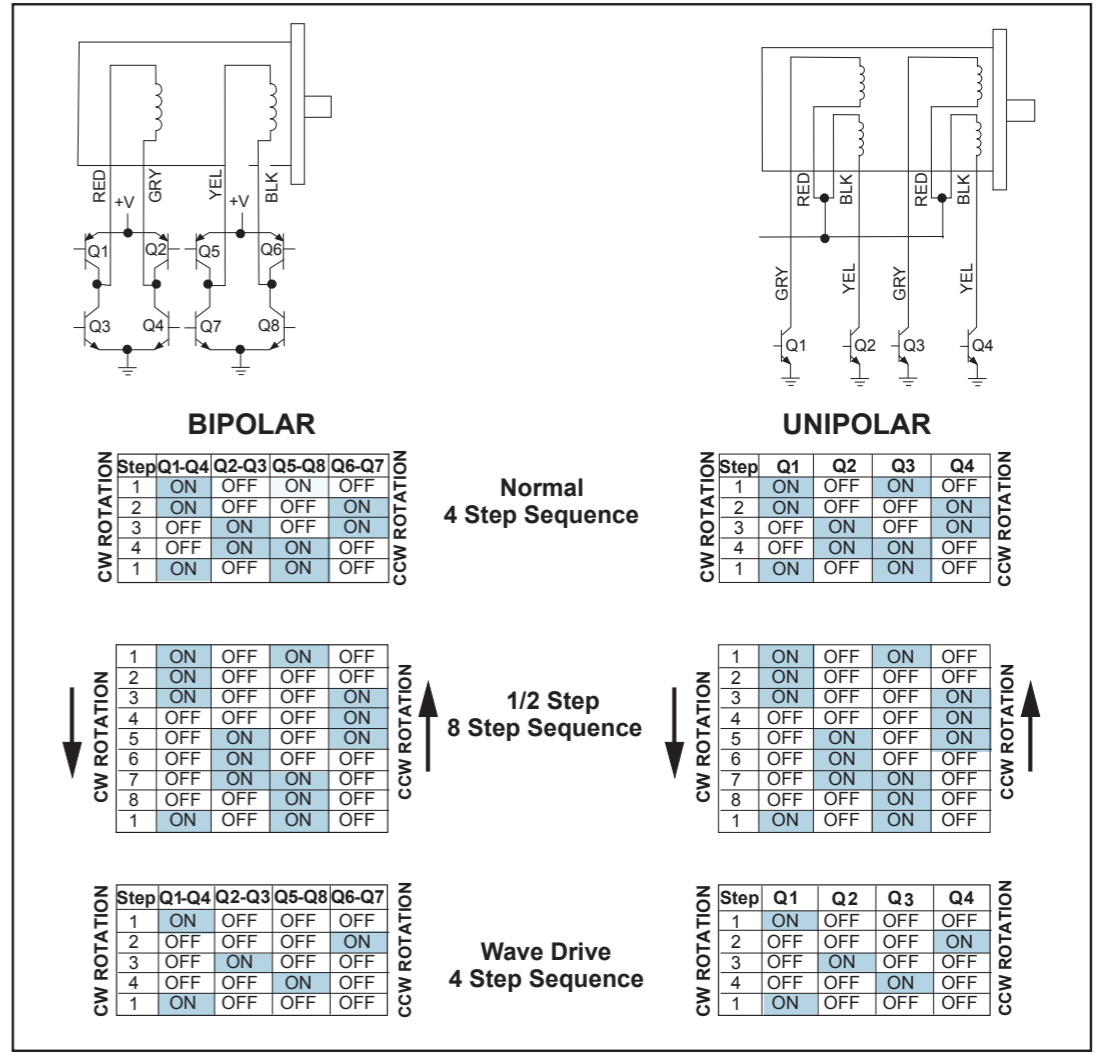 RED
GRY
YEL
BLK
+V
+V
Q1
Q2
Q5
Q6
Q3
Q4
Q7
Q8
RED
BLK
RED
BLK
GRY
YEL
GRY
YEL
Q1
Q2
Q3
Q4
BIPOLAR
UNIPOLAR
CW ROTATION
Step Q1-Q4 Q2-Q3 Q5-Q8 Q6-Q7
1 ON OFF ON OFF
2 ON OFF OFF ON
3 OFF ON OFF ON
4 OFF ON ON OFF
1 ON OFF ON OFF
CCW ROTATION
Normal
4 Step Sequence
CW ROTATION
Step Q1 Q2 Q3 Q4
1 ON OFF ON OFF
2 ON OFF OFF ON
3 OFF ON OFF ON
4 OFF ON ON OFF
1 ON OFF ON OFF
CCW ROTATION
CW ROTATION
1 ON OFF ON OFF
2 ON OFF OFF OFF
3 ON OFF OFF ON
4 OFF OFF OFF ON
5 OFF ON OFF ON
6 OFF ON OFF OFF
7 OFF ON ON OFF
8 OFF OFF ON OFF
1 ON OFF ON OFF
CCW ROTATION
1/2 Step
8 Step Sequence
CW ROTATION
1 ON OFF ON OFF
2 ON OFF OFF OFF
3 ON OFF OFF ON
4 OFF OFF OFF ON
5 OFF ON OFF ON
6 OFF ON OFF OFF
7 OFF ON ON OFF
8 OFF OFF ON OFF
1 ON OFF ON OFF
CCW ROTATION
CW ROTATION
Step Q1-Q4 Q2-Q3 Q5-Q8 Q6-Q7
1 ON OFF OFF OFF
2 OFF OFF OFF ON
3 OFF ON OFF OFF
4 OFF OFF ON OFF
1 ON OFF OFF OFF
CCW ROTATION
Wave Drive
4 Step Sequence
CW ROTATION
Step Q1 Q2 Q3 Q4
1 ON OFF OFF OFF
2 OFF OFF OFF ON
3 OFF ON OFF OFF
4 OFF OFF ON OFF
1 ON OFF OFF OFF
CCW ROTATION